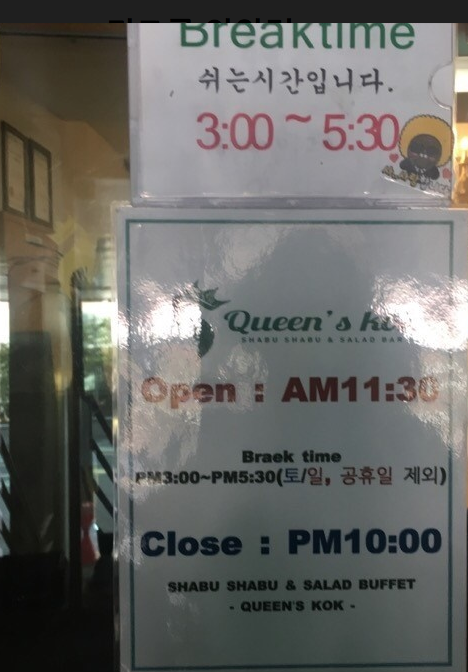 Breaktime
쉬는시간입니다.
3:00 ~ 5:30
Queen's
SHABU SHABU & SALAD BAR
Open : AM11:30
Braek time
PM3:00~PM5:30(토/일, 공휴일 제외)
Close : PM10:00
SHABU SHABU & SALAD BUFFET
- QUEEN'S KOK -